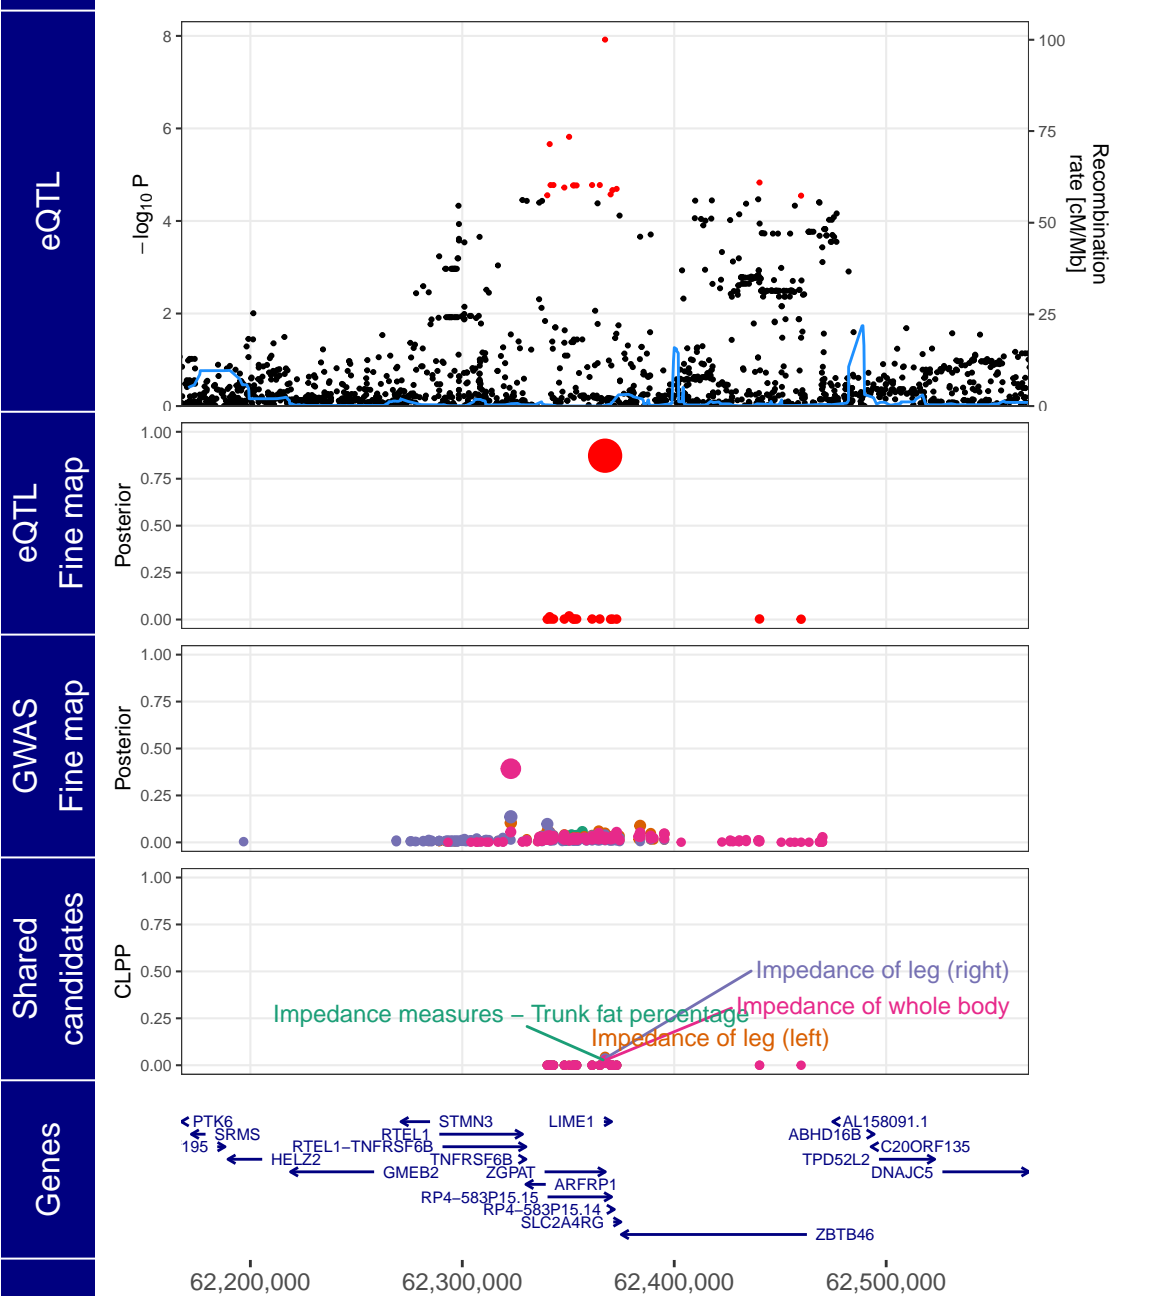 eQTL
−log10 P
8
6
4
2
0
100
75
50
25
0
Recombination
rate [cM/Mb]
eQTL
Fine map
Posterior
1.00
0.75
0.50
0.25
0.00
GWAS
Fine map
Posterior
1.00
0.75
0.50
0.25
0.00
Shared
candidates
CLPP
1.00
0.75
0.50
0.25
0.00
Impedance of leg (right)
Impedance of whole body
Impedance measures − Trunk fat percentage
Impedance of leg (left)
Genes
PTK6 STMN3 LIME1 AL158091.1
SRMS RTEL1 ABHD16B
195 RTEL1−TNFRSF6B C20ORF135
HELZ2 TNFRSF6B TPD52L2
GMEB2 ZGPAT DNAJC5
ARFRP1
RP4−583P15.15
RP4−583P15.14
SLC2A4RG
ZBTB46
62,200,000 62,300,000 62,400,000 62,500,000